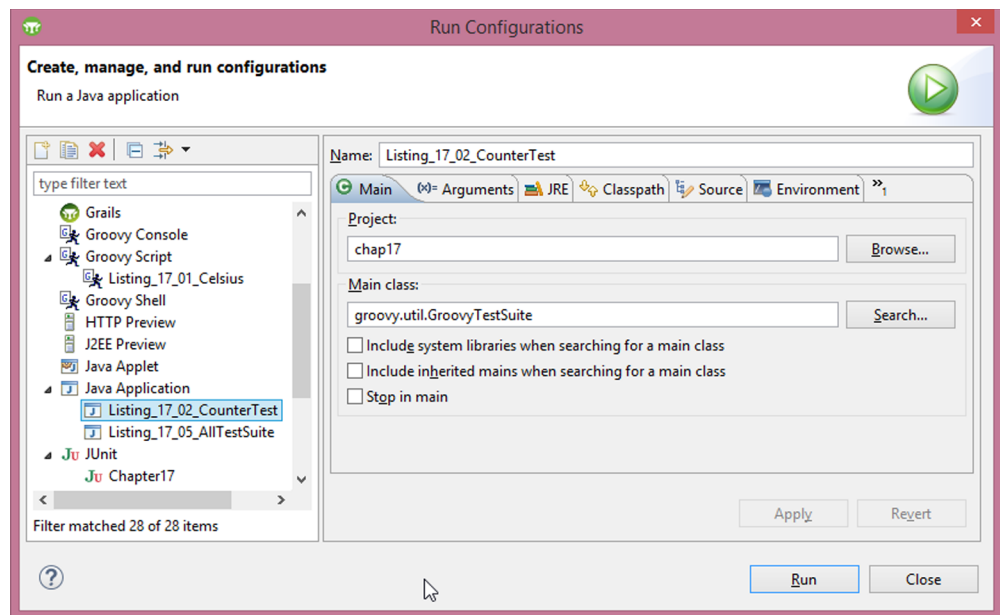 Run Configurations
Create, manage, and run configurations
Run a Java application
type filter text
Grails
Groovy Console
Groovy Script
Listing_17_01_Celsius
Groovy Shell
HTTP Preview
J2EE Preview
Java Applet
Java Application
Listing_17_02_CounterTest
Listing_17_05_AllTestSuite
JUnit
Chapter17
Filter matched 28 of 28 items
Name: Listing_17_02_CounterTest
Main (x)= Arguments JRE Classpath Source Environment »1
Project:
chap17 Browse...
Main class:
groovy.util.GroovyTestSuite Search...
Include system libraries when searching for a main class
Include inherited mains when searching for a main class
Stop in main
Apply Revert
Run Close